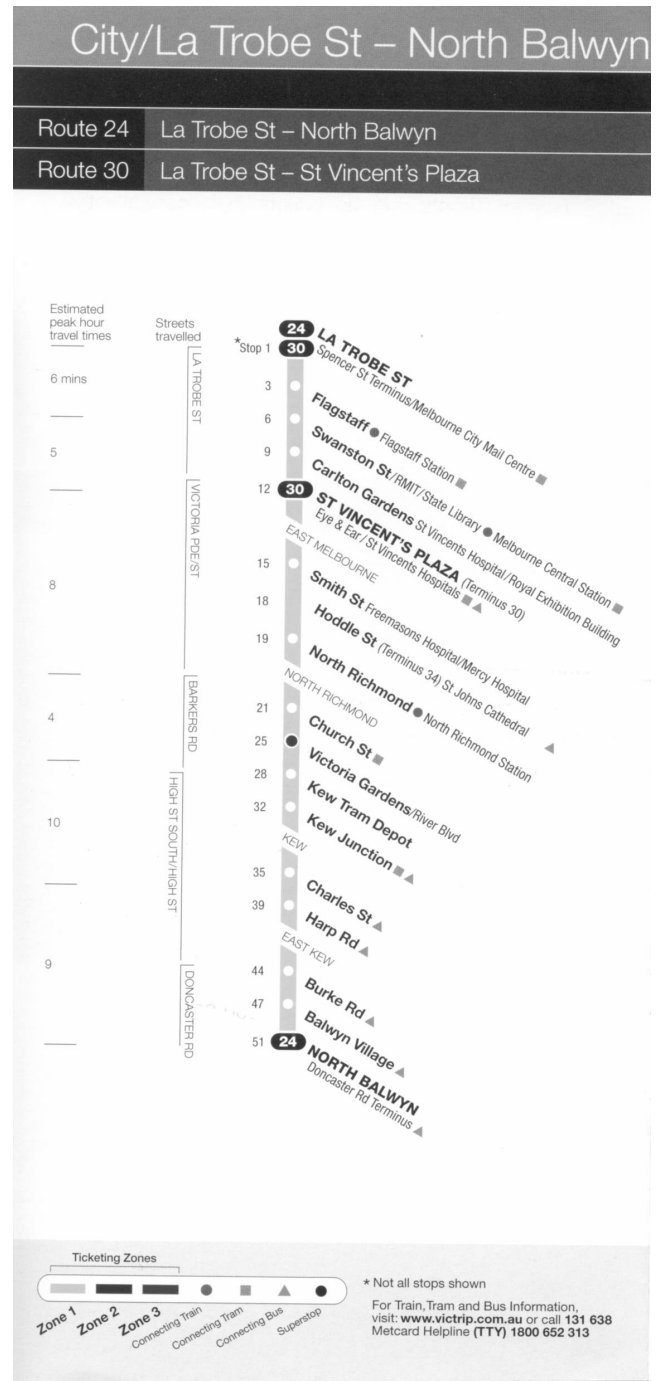 City/La Trobe St – North Balwyn
Route 24 La Trobe St – North Balwyn
Route 30 La Trobe St – St Vincent's Plaza
Estimated
peak hour
travel times
Streets
travelled
6 mins
5
8
4
10
9
LA TROBE ST
VICTORIA PDE/ST
BARKERS RD
HIGH ST SOUTH/HIGH ST
DONCASTER RD
24 LA TROBE ST
*Stop 1 30 Spencer St Terminus/Melbourne City Mail Centre
3 Flagstaff Flagstaff Station
6 Swanston St/RMIT/State Library Melbourne Central Station
9 Carlton Gardens St Vincents Hospital/Royal Exhibition Building
12 30 ST VINCENT'S PLAZA (Terminus 30)
Eye & Ear/St Vincents Hospitals
EAST MELBOURNE
15 Smith St Freemasons Hospital/Mercy Hospital
18 Hoddle St (Terminus 34) St Johns Cathedral
19 North Richmond North Richmond Station
NORTH RICHMOND
21 Church St
25 Victoria Gardens/River Blvd
28 Kew Tram Depot
32 Kew Junction
KEW
35 Charles St
39 Harp Rd
EAST KEW
44 Burke Rd
47 Balwyn Village
51 24 NORTH BALWYN
Doncaster Rd Terminus
Ticketing Zones
Zone 1
Zone 2
Zone 3
Connecting Train
Connecting Tram
Connecting Bus
Superstop
* Not all stops shown
For Train,Tram and Bus Information,
visit: www.victrip.com.au or call 131 638
Metcard Helpline (TTY) 1800 652 313